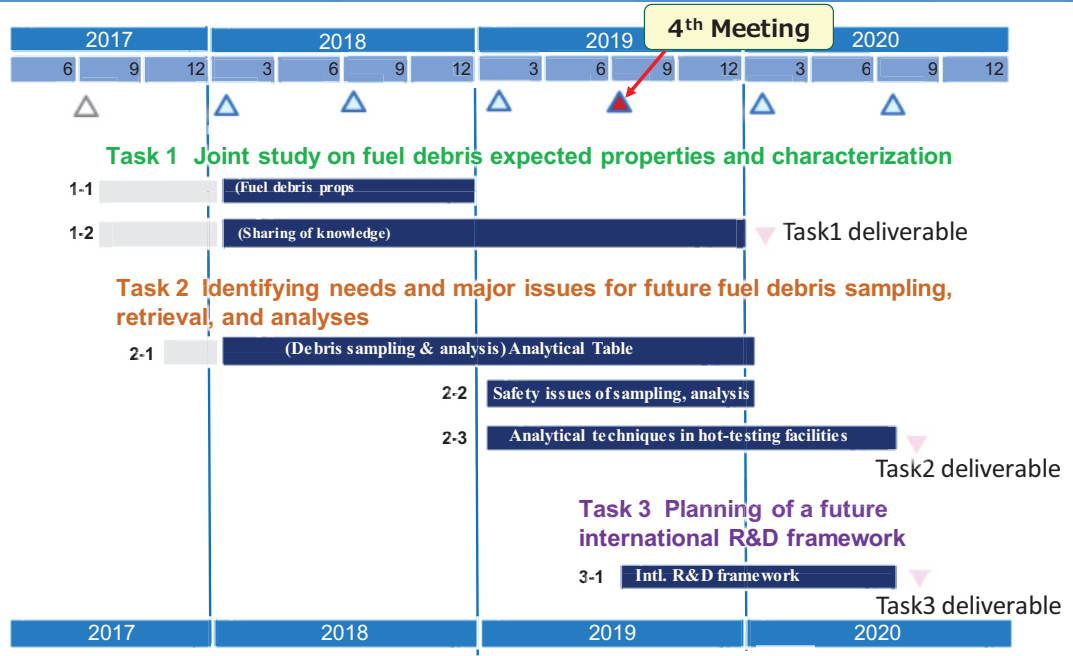 4th Meeting
2017 2018 2019 2020
6 9 12 3 6 9 12 3 6 9 12 3 6 9 12
Task 1 Joint study on fuel debris expected properties and characterization
1-1 (Fuel debris props
1-2 (Sharing of knowledge) Task1 deliverable
Task 2 Identifying needs and major issues for future fuel debris sampling,
retrieval, and analyses
2-1 (Debris sampling & analysis) Analytical Table
2-2 Safety issues of sampling, analysis
2-3 Analytical techniques in hot-testing facilities
Task2 deliverable
Task 3 Planning of a future
international R&D framework
3-1 Intl. R&D framework
Task3 deliverable
2017 2018 2019 2020